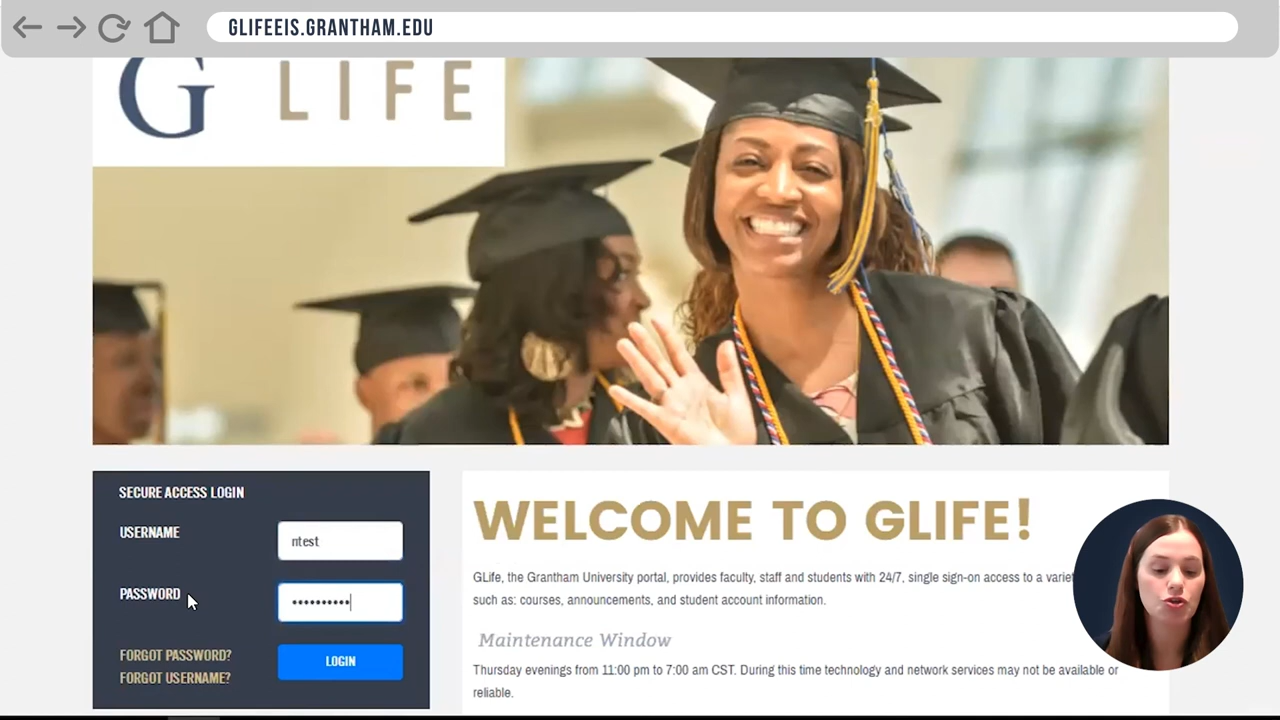 GLIFEEIS.GRANTHAM.EDU
G LIFE
SECURE ACCESS LOGIN
USERNAME
ntest
PASSWORD
••••••••••
FORGOT PASSWORD?
LOGIN
FORGOT USERNAME?
WELCOME TO GLIFE!
GLife, the Grantham University portal, provides faculty, staff and students with 24/7, single sign-on access to a
such as: courses, announcements, and student account information.
Maintenance Window
Thursday evenings from 11:00 pm to 7:00 am CST. During this time technology and network services may not be available or
reliable.